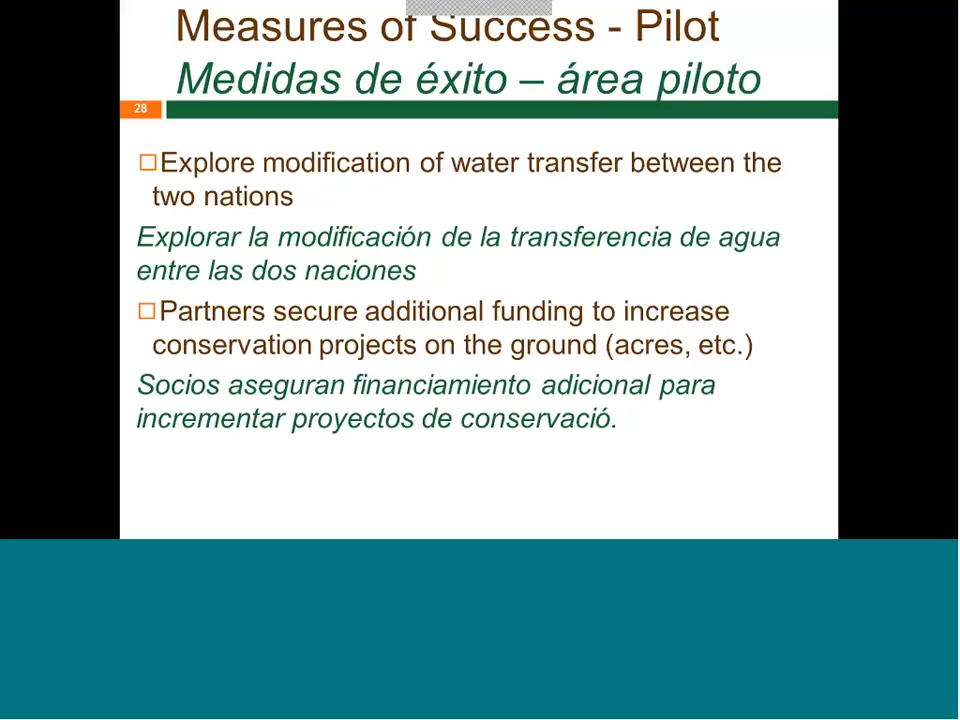 Measures of Success - Pilot
Medidas de éxito – área piloto
28
Explore modification of water transfer between the
two nations
Explorar la modificación de la transferencia de agua
entre las dos naciones
Partners secure additional funding to increase
conservation projects on the ground (acres, etc.)
Socios aseguran financiamiento adicional para
incrementar proyectos de conservació.